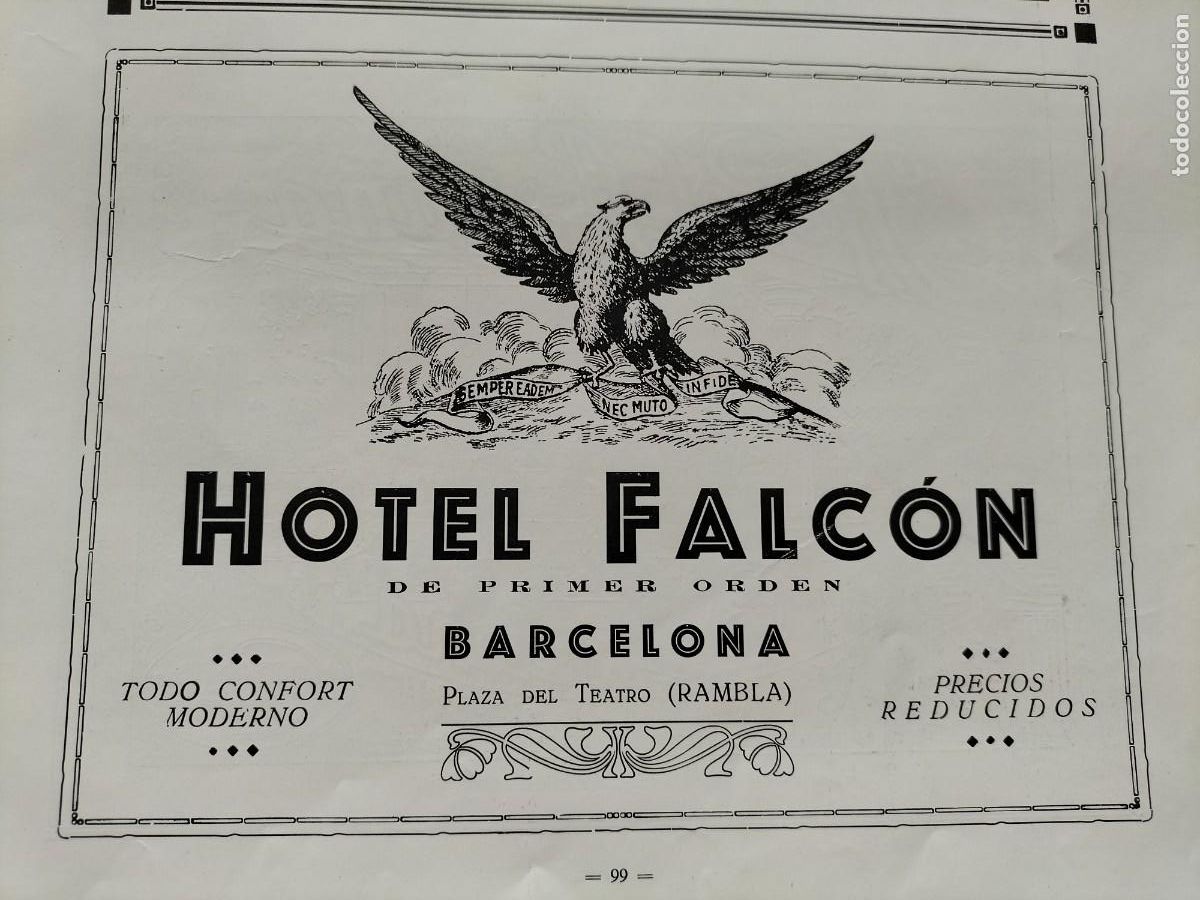 SEMPER EADEM
NEC MUTO
IN FIDE
HOTEL FALCÓN
DE PRIMER ORDEN
BARCELONA
PLAZA DEL TEATRO (RAMBLA)
TODO CONFORT
MODERNO
PRECIOS
REDUCIDOS
= 99 =
todocoleccion